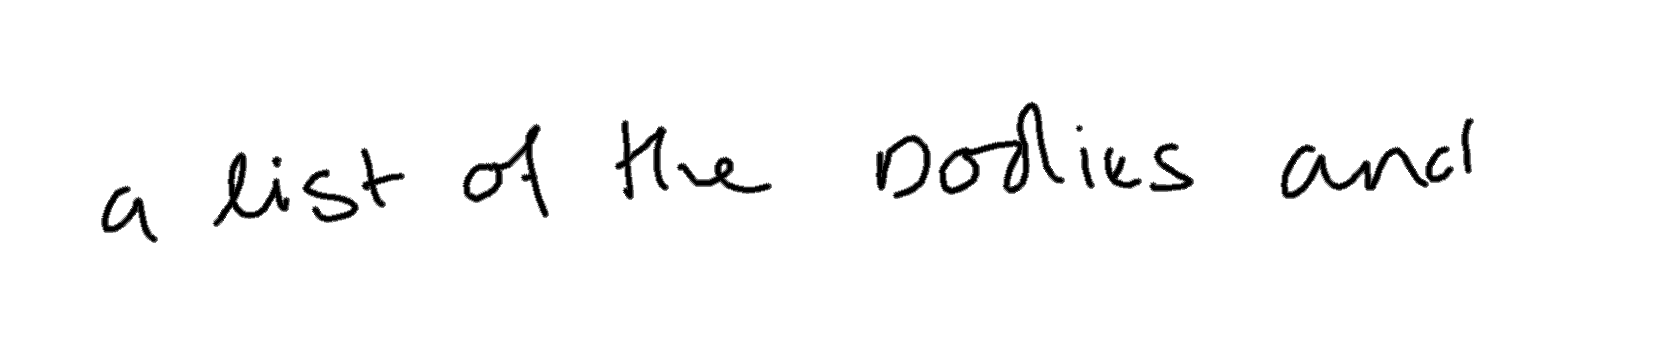 a list of the bodies and